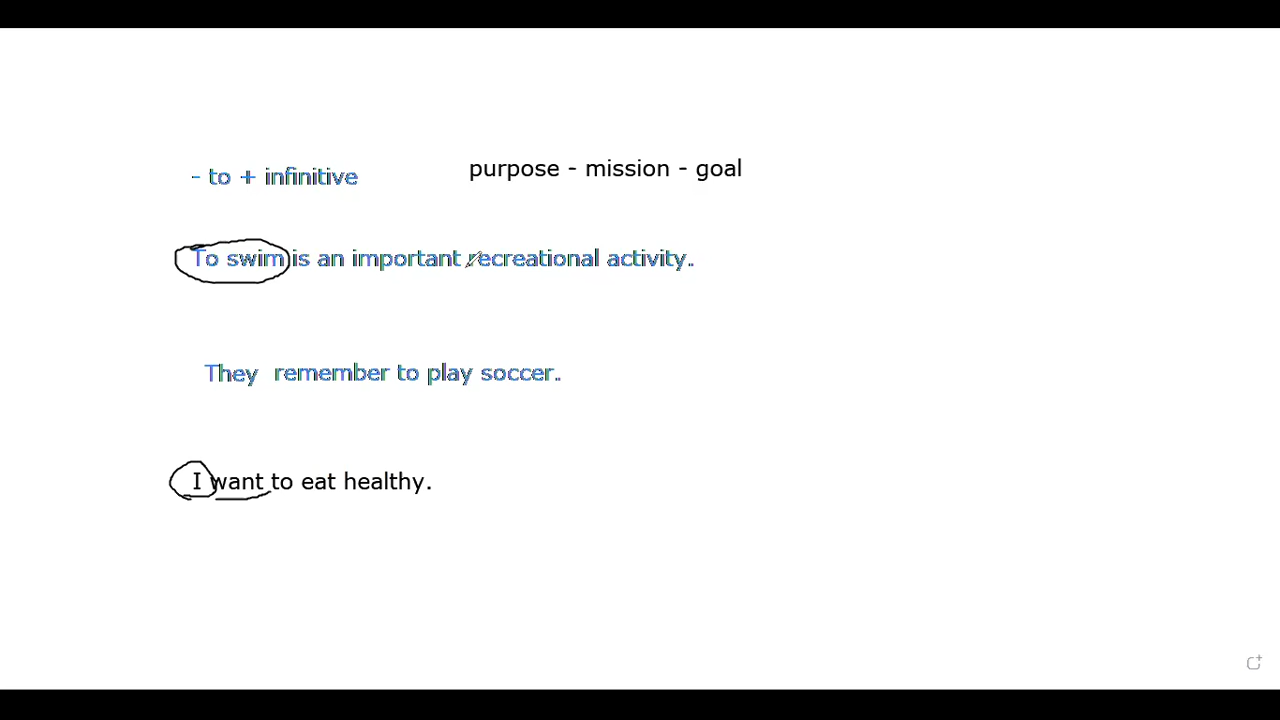 - to + infinitive
purpose - mission - goal
To swim is an important recreational activity.
They remember to play soccer.
I want to eat healthy.